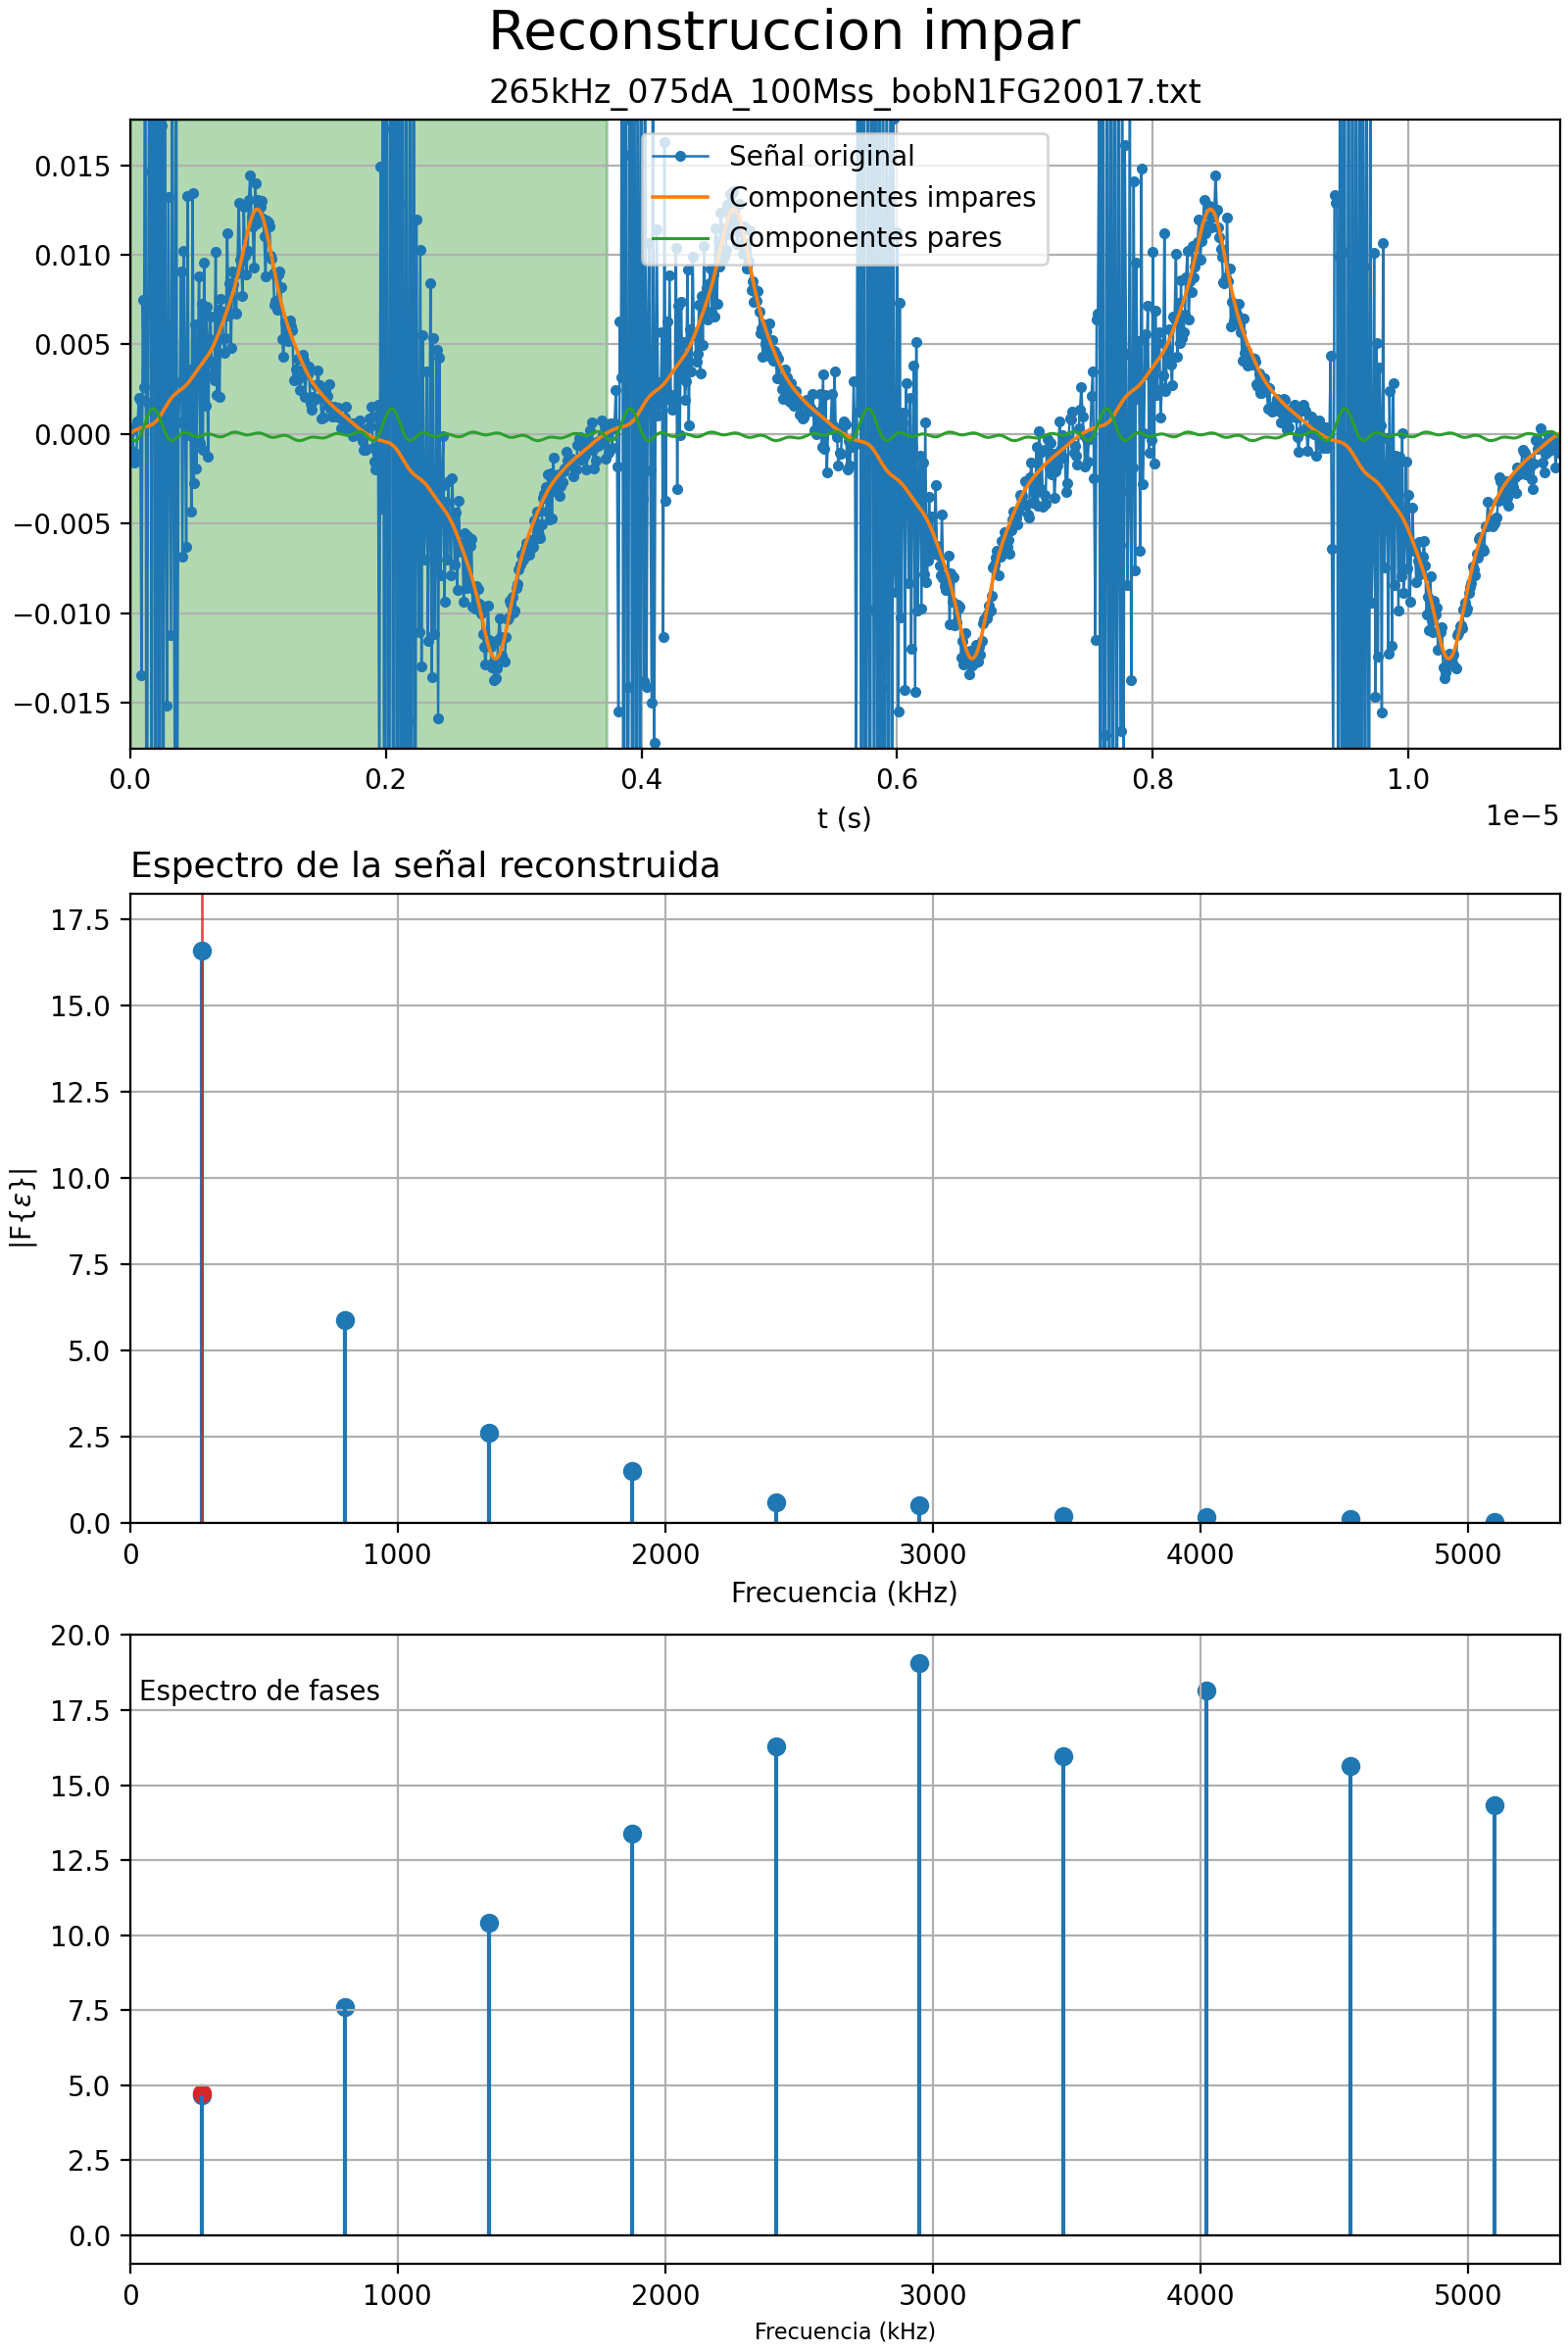 Reconstruccion impar
265kHz_075dA_100Mss_bobN1FG20017.txt
Señal original
Componentes impares
Componentes pares
0.015
0.010
0.005
0.000
−0.005
−0.010
−0.015
0.0 0.2 0.4 0.6 0.8 1.0
1e−5
t (s)
Espectro de la señal reconstruida
17.5
15.0
12.5
10.0
7.5
5.0
2.5
0.0
|F{ε}|
0 1000 2000 3000 4000 5000
Frecuencia (kHz)
Espectro de fases
20.0
17.5
15.0
12.5
10.0
7.5
5.0
2.5
0.0
0 1000 2000 3000 4000 5000
Frecuencia (kHz)